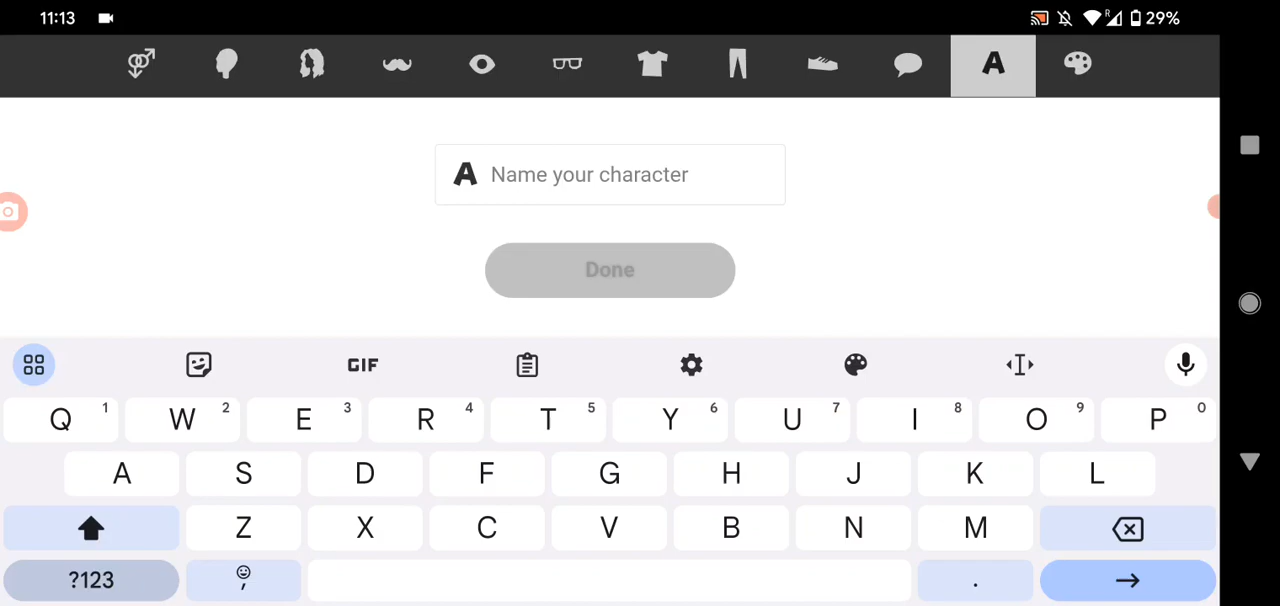 11:13
R
29%
A
A Name your character
Done
GIF
Q 1 W 2 E 3 R 4 T 5 Y 6 U 7 I 8 O 9 P 0
A S D F G H J K L
Z X C V B N M
?123 , .